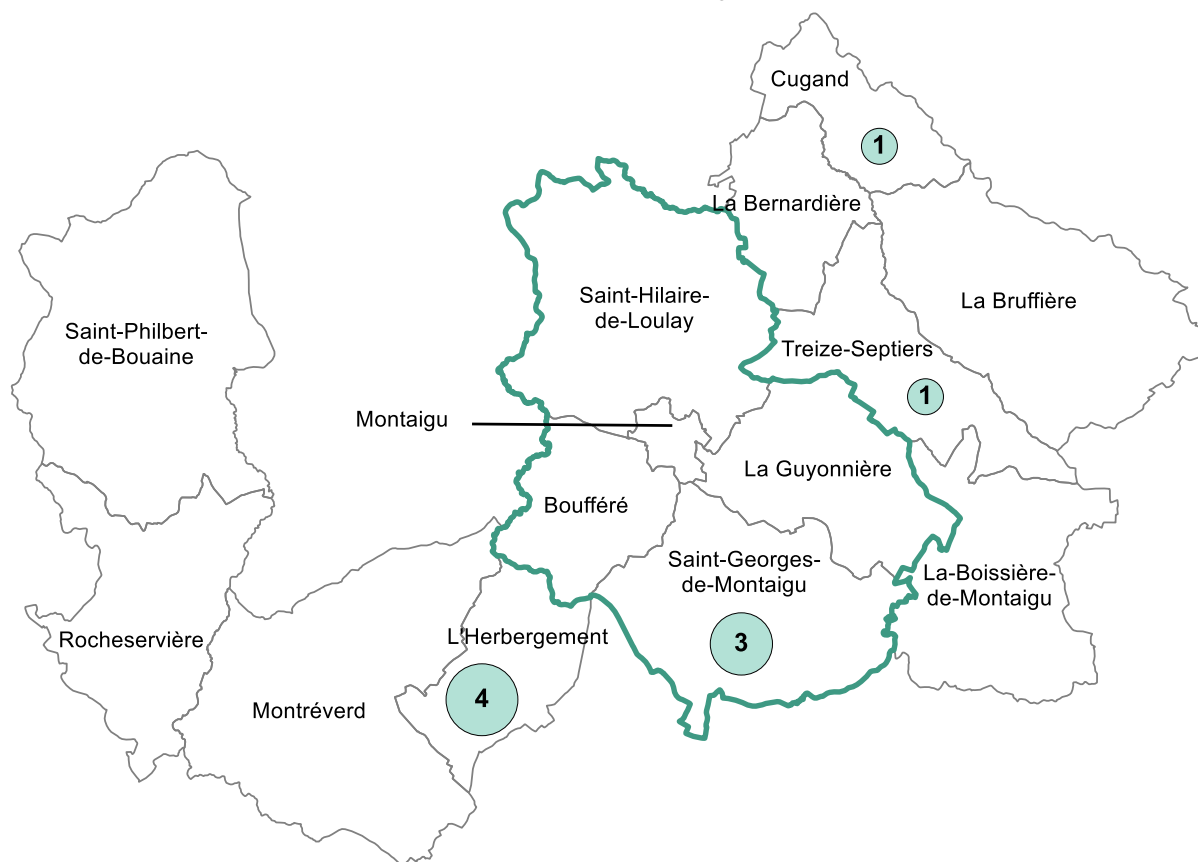 Cugand
1
La Bernardière
Saint-Hilaire-
de-Loulay
La Bruffière
Saint-Philbert-
de-Bouaine
Treize-Septiers
1
Montaigu
La Guyonnière
Boufféré
Saint-Georges-
de-Montaigu
La-Boissière-
de-Montaigu
Rocheservière
L'Herbergement
3
4
Montréverd